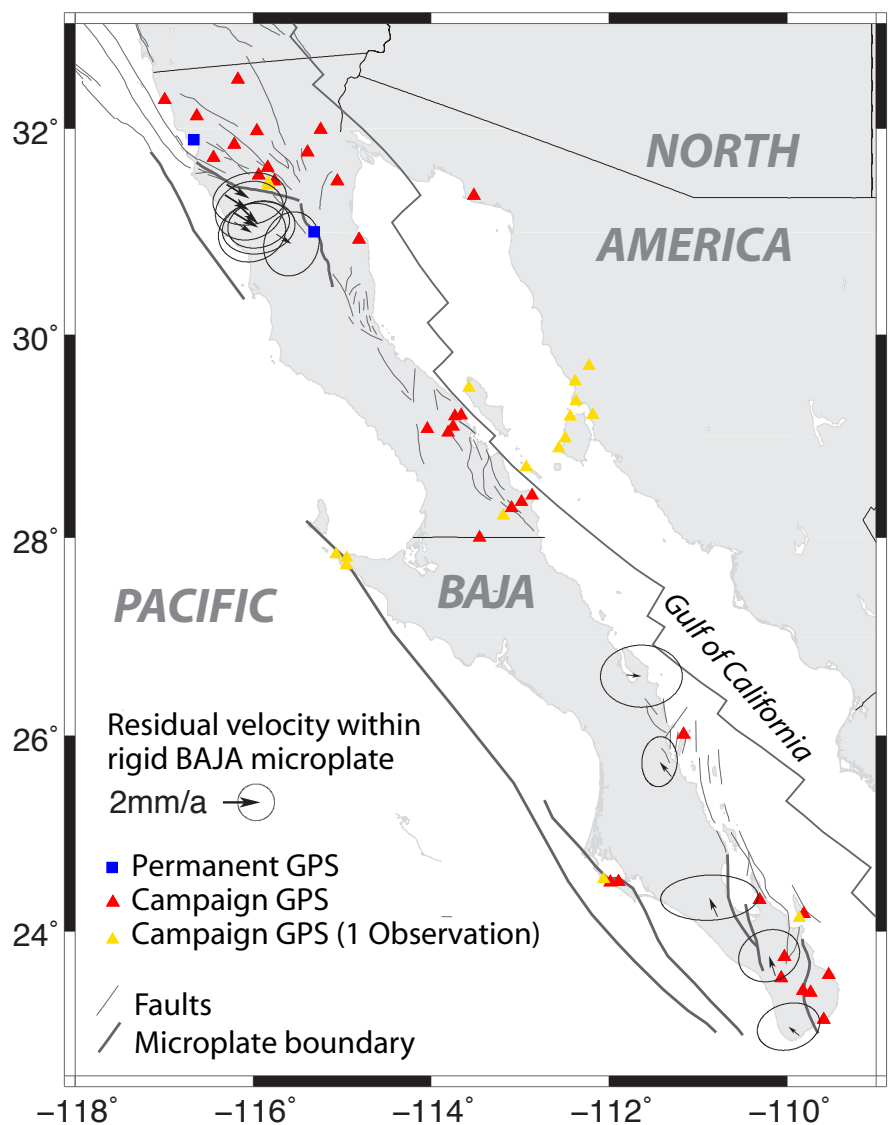 32°
30°
28°
26°
24°
NORTH
AMERICA
PACIFIC
BAJA
Gulf of California
Residual velocity within
rigid BAJA microplate
2mm/a
Permanent GPS
Campaign GPS
Campaign GPS (1 Observation)
Faults
Microplate boundary
−118° −116° −114° −112° −110°